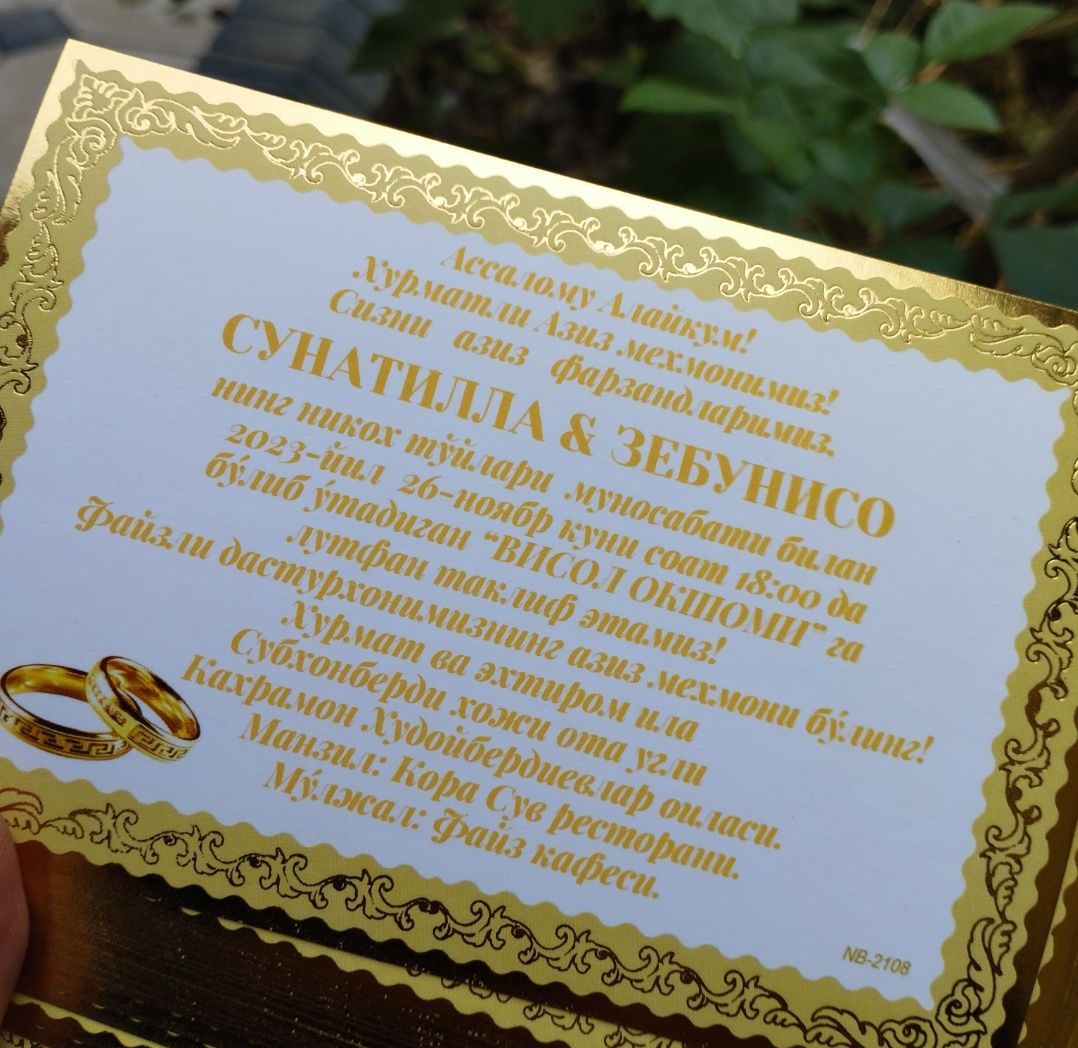 Ассалому Алайкум!
Хурматли Азиз мехмонимиз!
Сизни азиз фарзандларимиз,
СУНАТИЛЛА & ЗЕБУНИСО
нинг никох тўйлари муносабати билан
2023-йил 26-ноябр куни соат 18:00 да
бўлиб ўтадиган “ВИСОЛ ОКШОМИ” га
лутфан таклиф этамиз!
Файзли дастурхонимизнинг азиз мехмони бўлинг!
Хурмат ва эхтиром ила
Субхонберди хожи ота угли
Кахрамон Худойбердиевлар оиласи.
Манзил: Кора Сув ресторани.
Мўлжал: Файз кафеси.
NB-2108